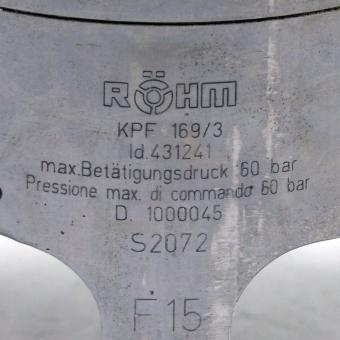 RÖHM
KPF 169/3
Id.431241
max.Betätigungsdruck 60 bar
Pressione max. di commando 60 bar
D. 1000045
S2072
F15